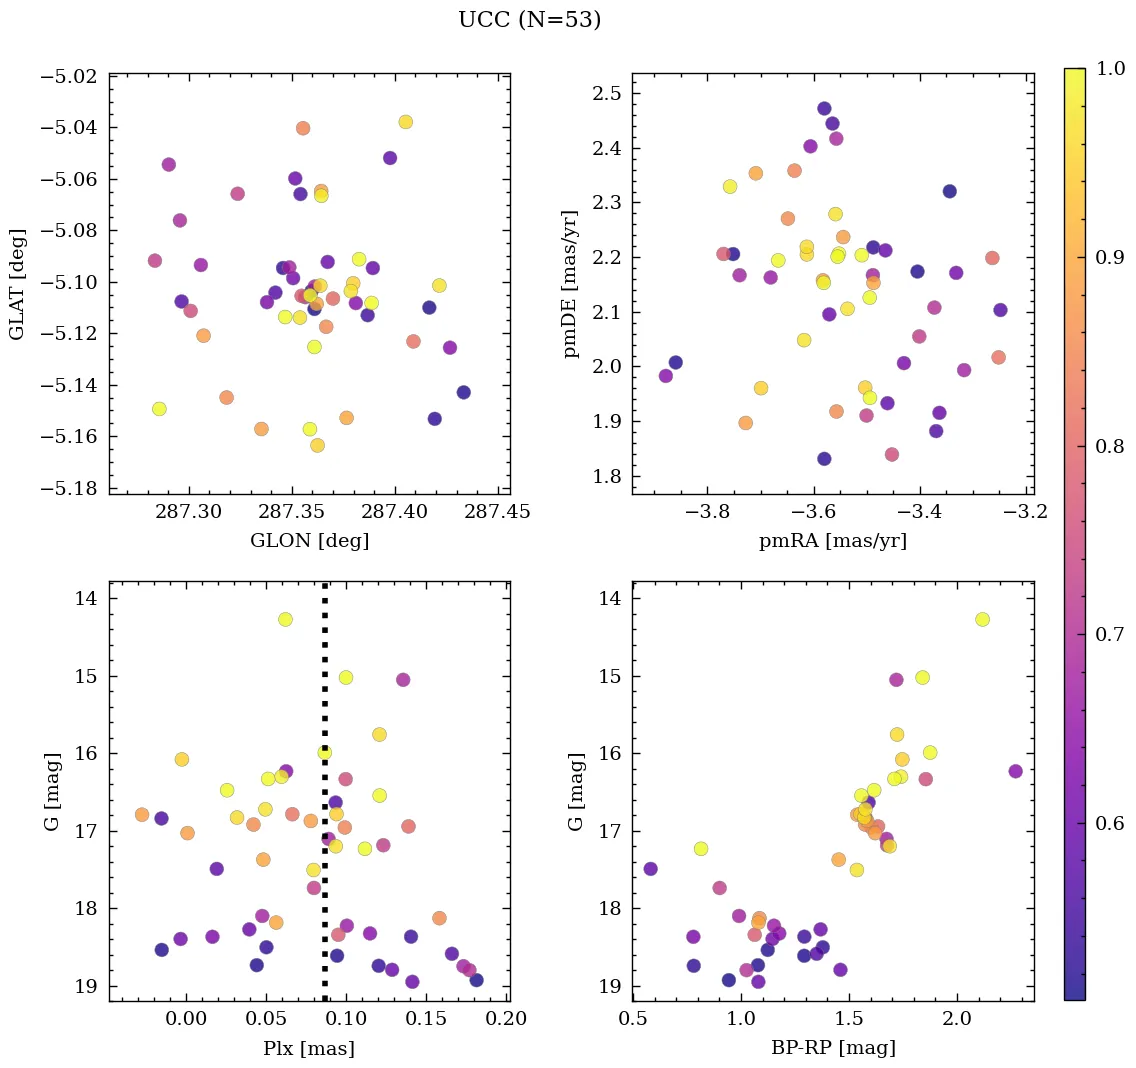 UCC (N=53)
−5.02
−5.04
−5.06
−5.08
−5.10
−5.12
−5.14
−5.16
−5.18
GLAT [deg]
287.30 287.35 287.40 287.45
GLON [deg]
2.5
2.4
2.3
2.2
2.1
2.0
1.9
1.8
pmDE [mas/yr]
−3.8 −3.6 −3.4 −3.2
pmRA [mas/yr]
1.0
0.9
0.8
0.7
0.6
14
15
16
17
18
19
G [mag]
0.00 0.05 0.10 0.15 0.20
Plx [mas]
14
15
16
17
18
19
G [mag]
0.5 1.0 1.5 2.0
BP-RP [mag]